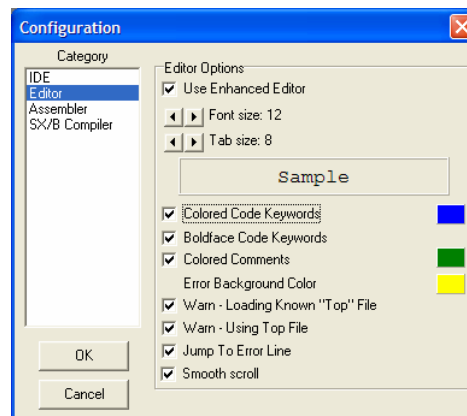 Configuration
Category
IDE
Editor
Assembler
SX/B Compiler
OK
Cancel
Editor Options
Use Enhanced Editor
Font size: 12
Tab size: 8
Sample
Colored Code Keywords
Boldface Code Keywords
Colored Comments
Error Background Color
Warn - Loading Known "Top" File
Warn - Using Top File
Jump To Error Line
Smooth scroll